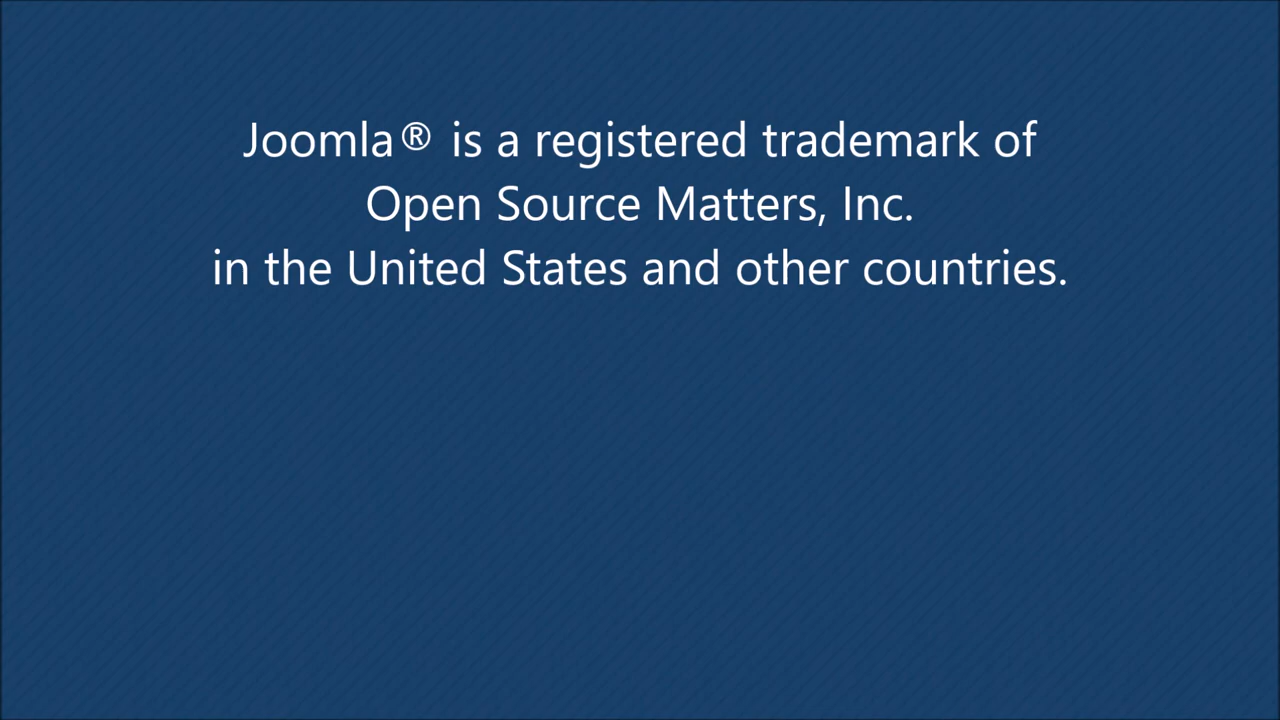 Joomla® is a registered trademark of
Open Source Matters, Inc.
in the United States and other countries.